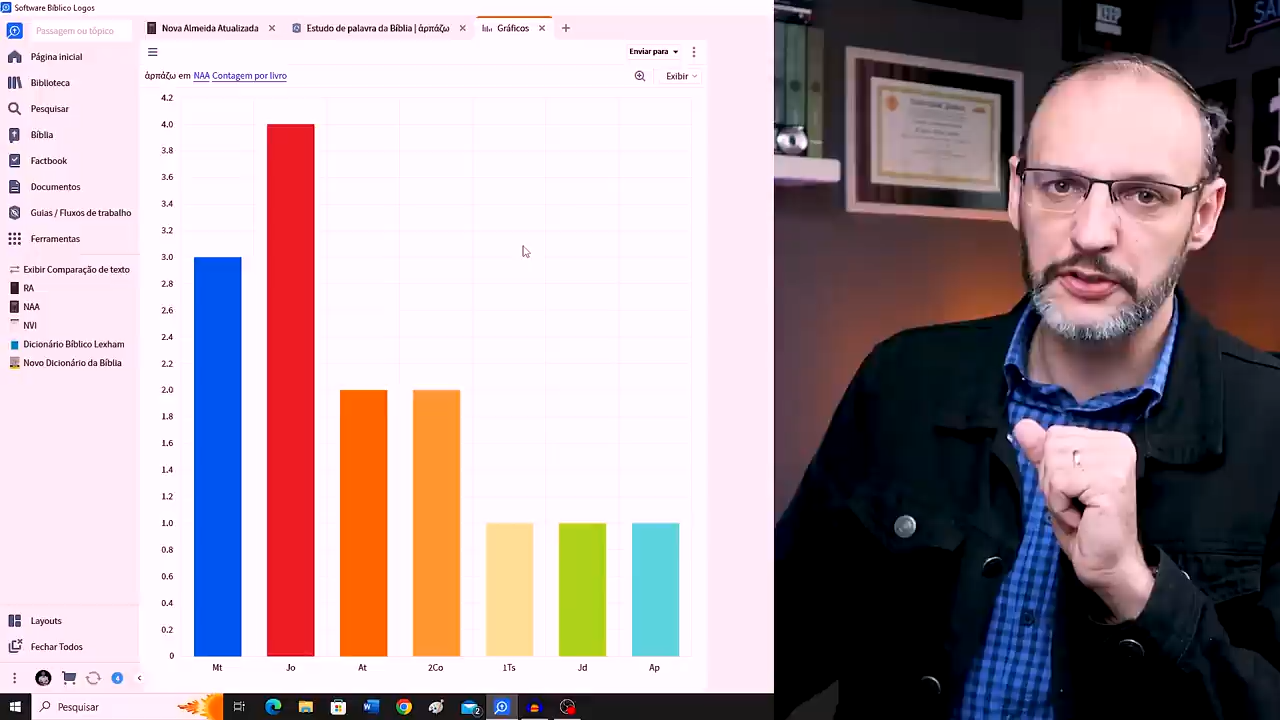 Software Bíblico Logos
Passagem ou tópico
Nova Almeida Atualizada
Estudo de palavra da Bíblia | ἁρπάζω
Gráficos
Página inicial
Biblioteca
Pesquisar
Bíblia
Factbook
Documentos
Guias / Fluxos de trabalho
Ferramentas
Exibir Comparação de texto
RA
NAA
NVI
Dicionário Bíblico Lexham
Novo Dicionário da Bíblia
Layouts
Fechar Todos
4
Enviar para
ἁρπάζω em NAA Contagem por livro
Exibir
4.2
4.0
3.8
3.6
3.4
3.2
3.0
2.8
2.6
2.4
2.2
2.0
1.8
1.6
1.4
1.2
1.0
0.8
0.6
0.4
0.2
0
Mt Jo At 2Co 1Ts Jd Ap
Pesquisar
2
KEEP
SA